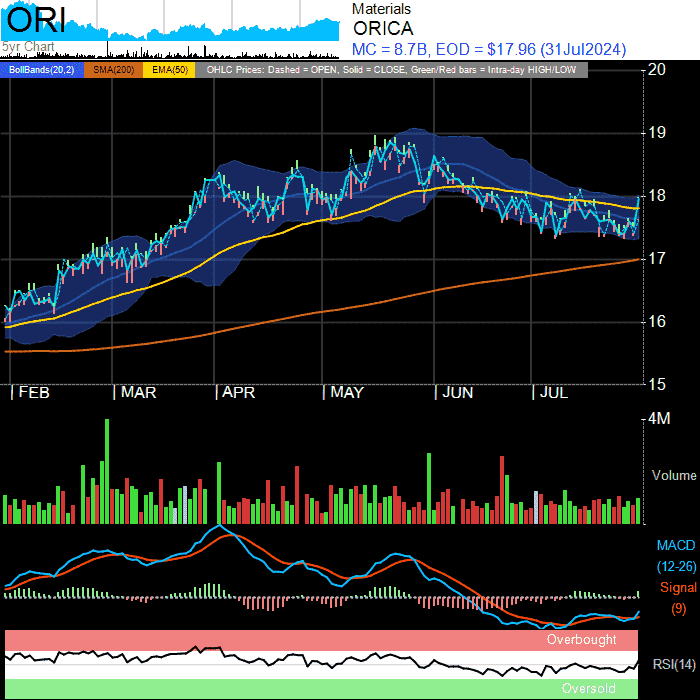 ORI
5yr Chart
Materials
ORICA
MC = 8.7B, EOD = $17.96 (31Jul2024)
BollBands(20,2) SMA(200) EMA(50) OHLC Prices: Dashed = OPEN, Solid = CLOSE, Green/Red bars = Intra-day HIGH/LOW
20
19
18
17
16
15
FEB MAR APR MAY JUN JUL
4M
Volume
MACD
(12-26)
Signal
(9)
Overbought
RSI(14)
Oversold